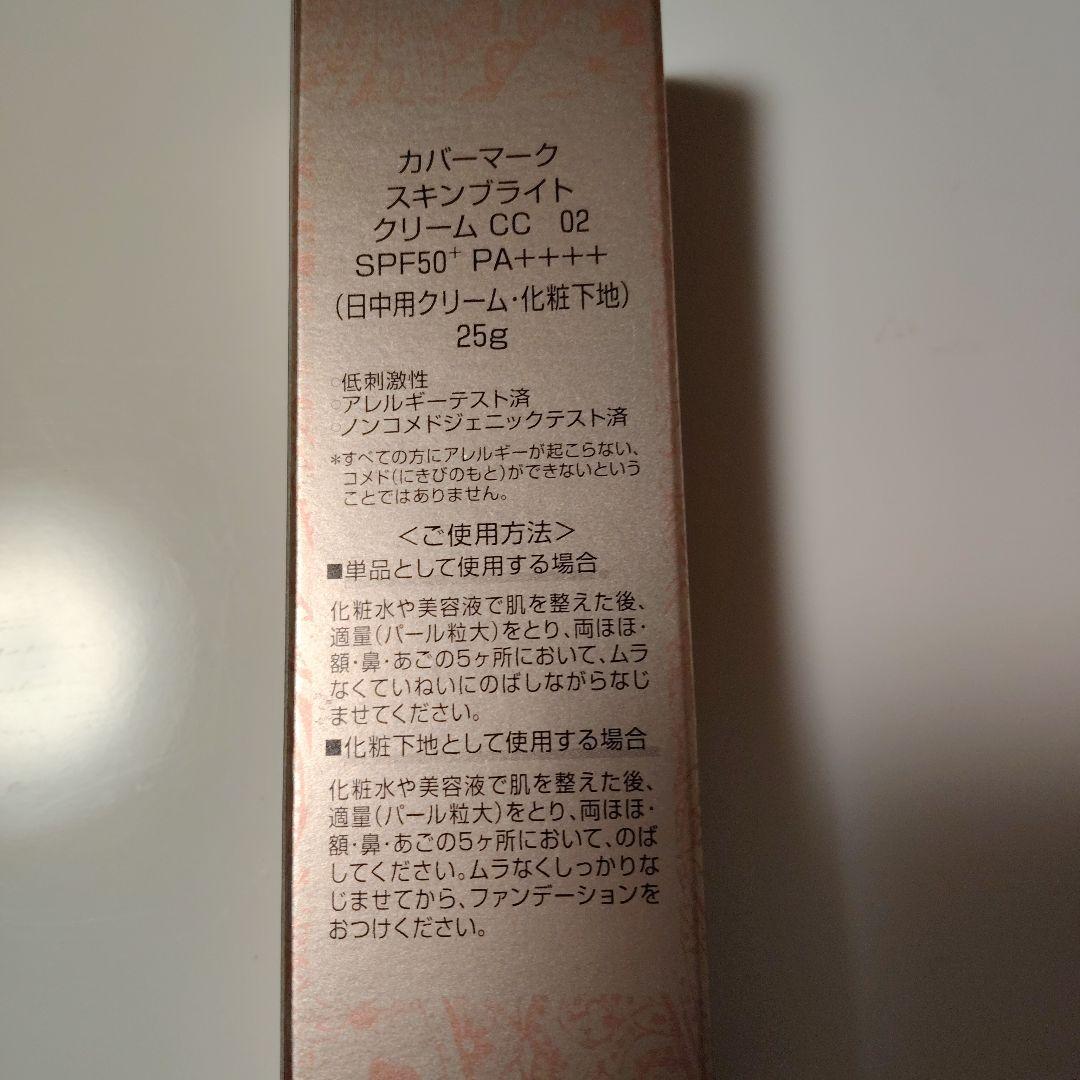 カバーマーク
スキンブライト
クリーム CC 02
SPF50⁺ PA++++
(日中用クリーム・化粧下地)
25g
○低刺激性
○アレルギーテスト済
○ノンコメドジェニックテスト済
*すべての方にアレルギーが起こらない、
コメド(にきびのもと)ができないという
ことではありません。
<ご使用方法>
■単品として使用する場合
化粧水や美容液で肌を整えた後、
適量(パール粒大)をとり、両ほほ・
額・鼻・あごの5ヶ所において、ムラ
なくていねいにのばしながらなじ
ませてください。
■化粧下地として使用する場合
化粧水や美容液で肌を整えた後、
適量(パール粒大)をとり、両ほほ・
額・鼻・あごの5ヶ所において、のば
してください。ムラなくしっかりな
じませてから、ファンデーションを
おつけください。